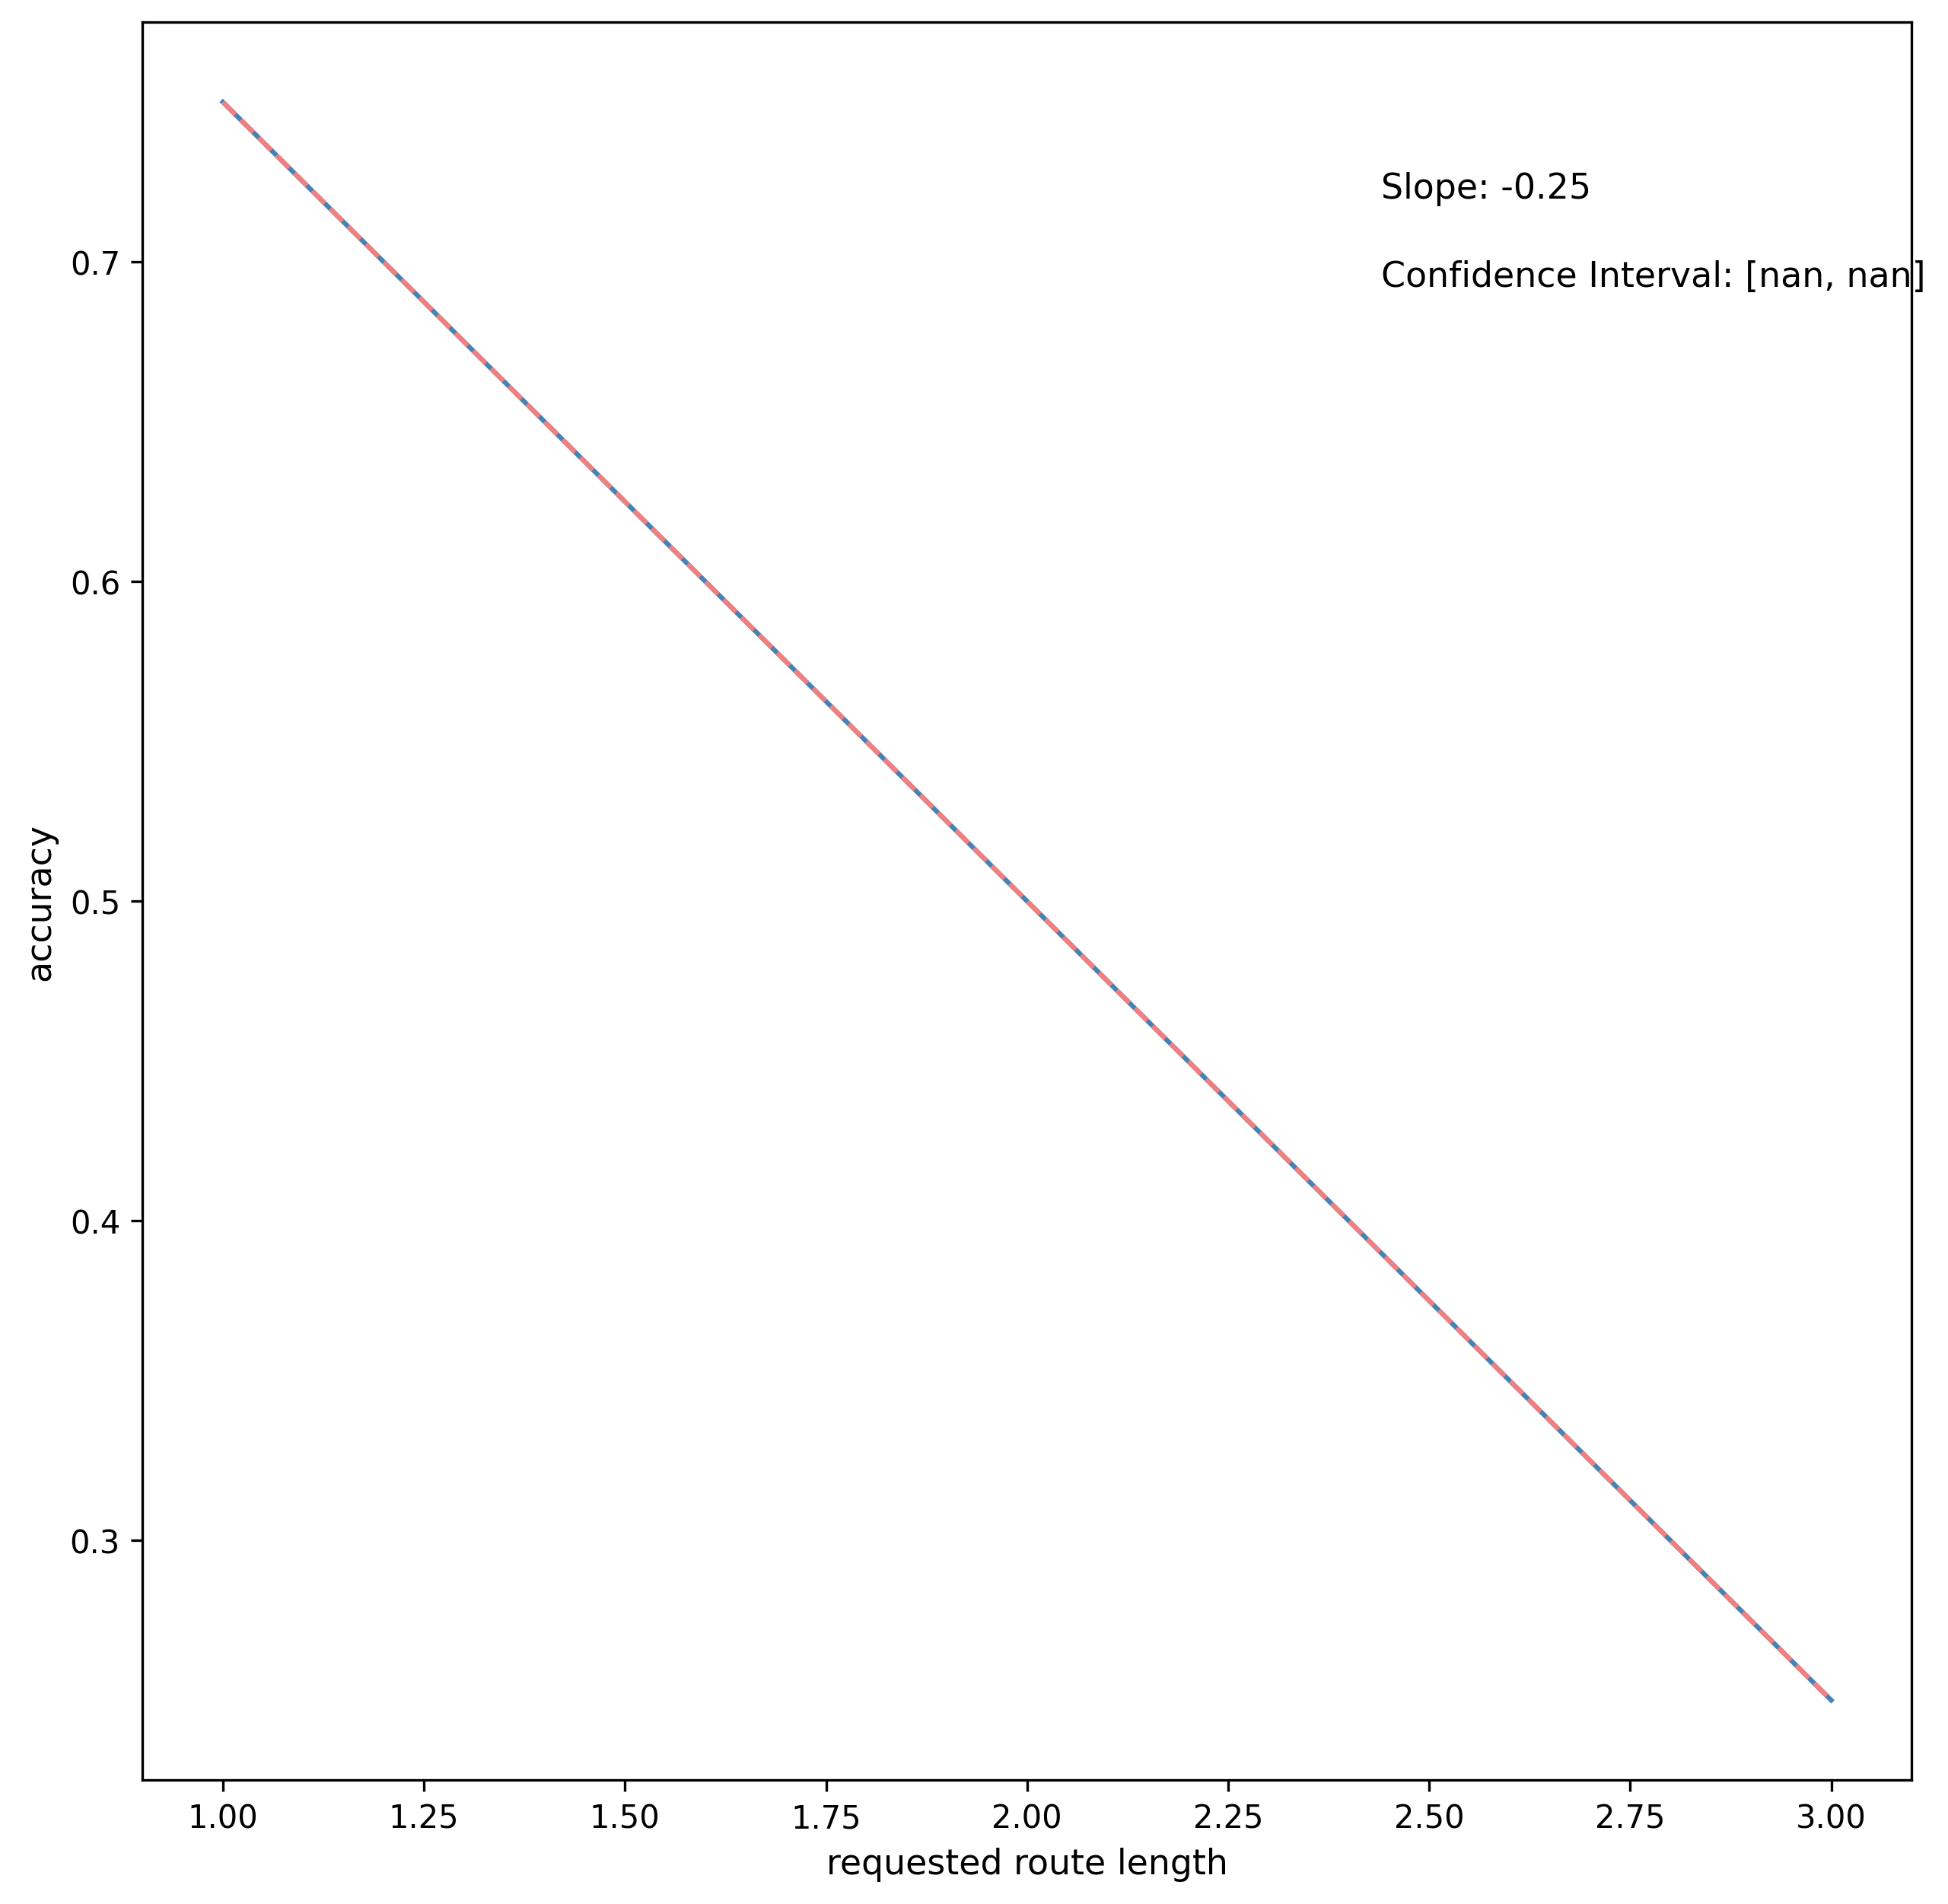 Slope: -0.25
Confidence Interval: [nan, nan]
accuracy
0.7
0.6
0.5
0.4
0.3
1.00 1.25 1.50 1.75 2.00 2.25 2.50 2.75 3.00
requested route length